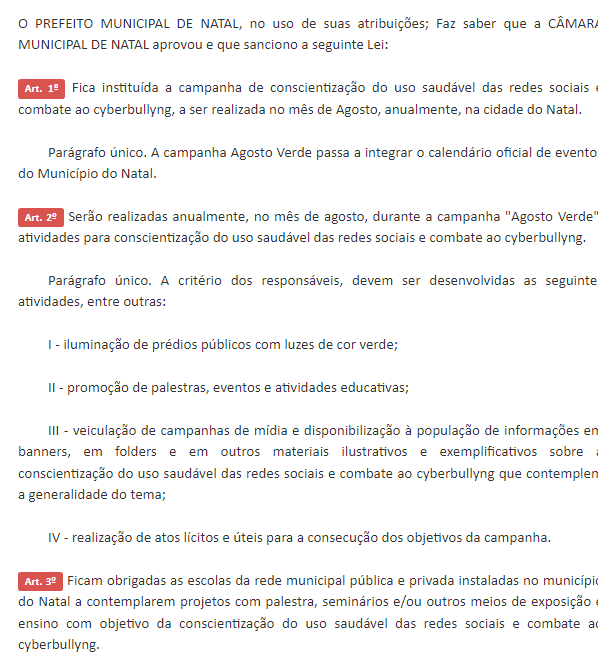 O PREFEITO MUNICIPAL DE NATAL, no uso de suas atribuições; Faz saber que a CÂMARA
MUNICIPAL DE NATAL aprovou e que sanciono a seguinte Lei:
Art. 1º Fica instituída a campanha de conscientização do uso saudável das redes sociais e
combate ao cyberbullyng, a ser realizada no mês de Agosto, anualmente, na cidade do Natal.
Parágrafo único. A campanha Agosto Verde passa a integrar o calendário oficial de evento
do Município do Natal.
Art. 2º Serão realizadas anualmente, no mês de agosto, durante a campanha "Agosto Verde"
atividades para conscientização do uso saudável das redes sociais e combate ao cyberbullyng.
Parágrafo único. A critério dos responsáveis, devem ser desenvolvidas as seguinte
atividades, entre outras:
I - iluminação de prédios públicos com luzes de cor verde;
II - promoção de palestras, eventos e atividades educativas;
III - veiculação de campanhas de mídia e disponibilização à população de informações em
banners, em folders e em outros materiais ilustrativos e exemplificativos sobre a
conscientização do uso saudável das redes sociais e combate ao cyberbullyng que contemplem
a generalidade do tema;
IV - realização de atos lícitos e úteis para a consecução dos objetivos da campanha.
Art. 3º Ficam obrigadas as escolas da rede municipal pública e privada instaladas no município
do Natal a contemplarem projetos com palestra, seminários e/ou outros meios de exposição e
ensino com objetivo da conscientização do uso saudável das redes sociais e combate ao
cyberbullyng.